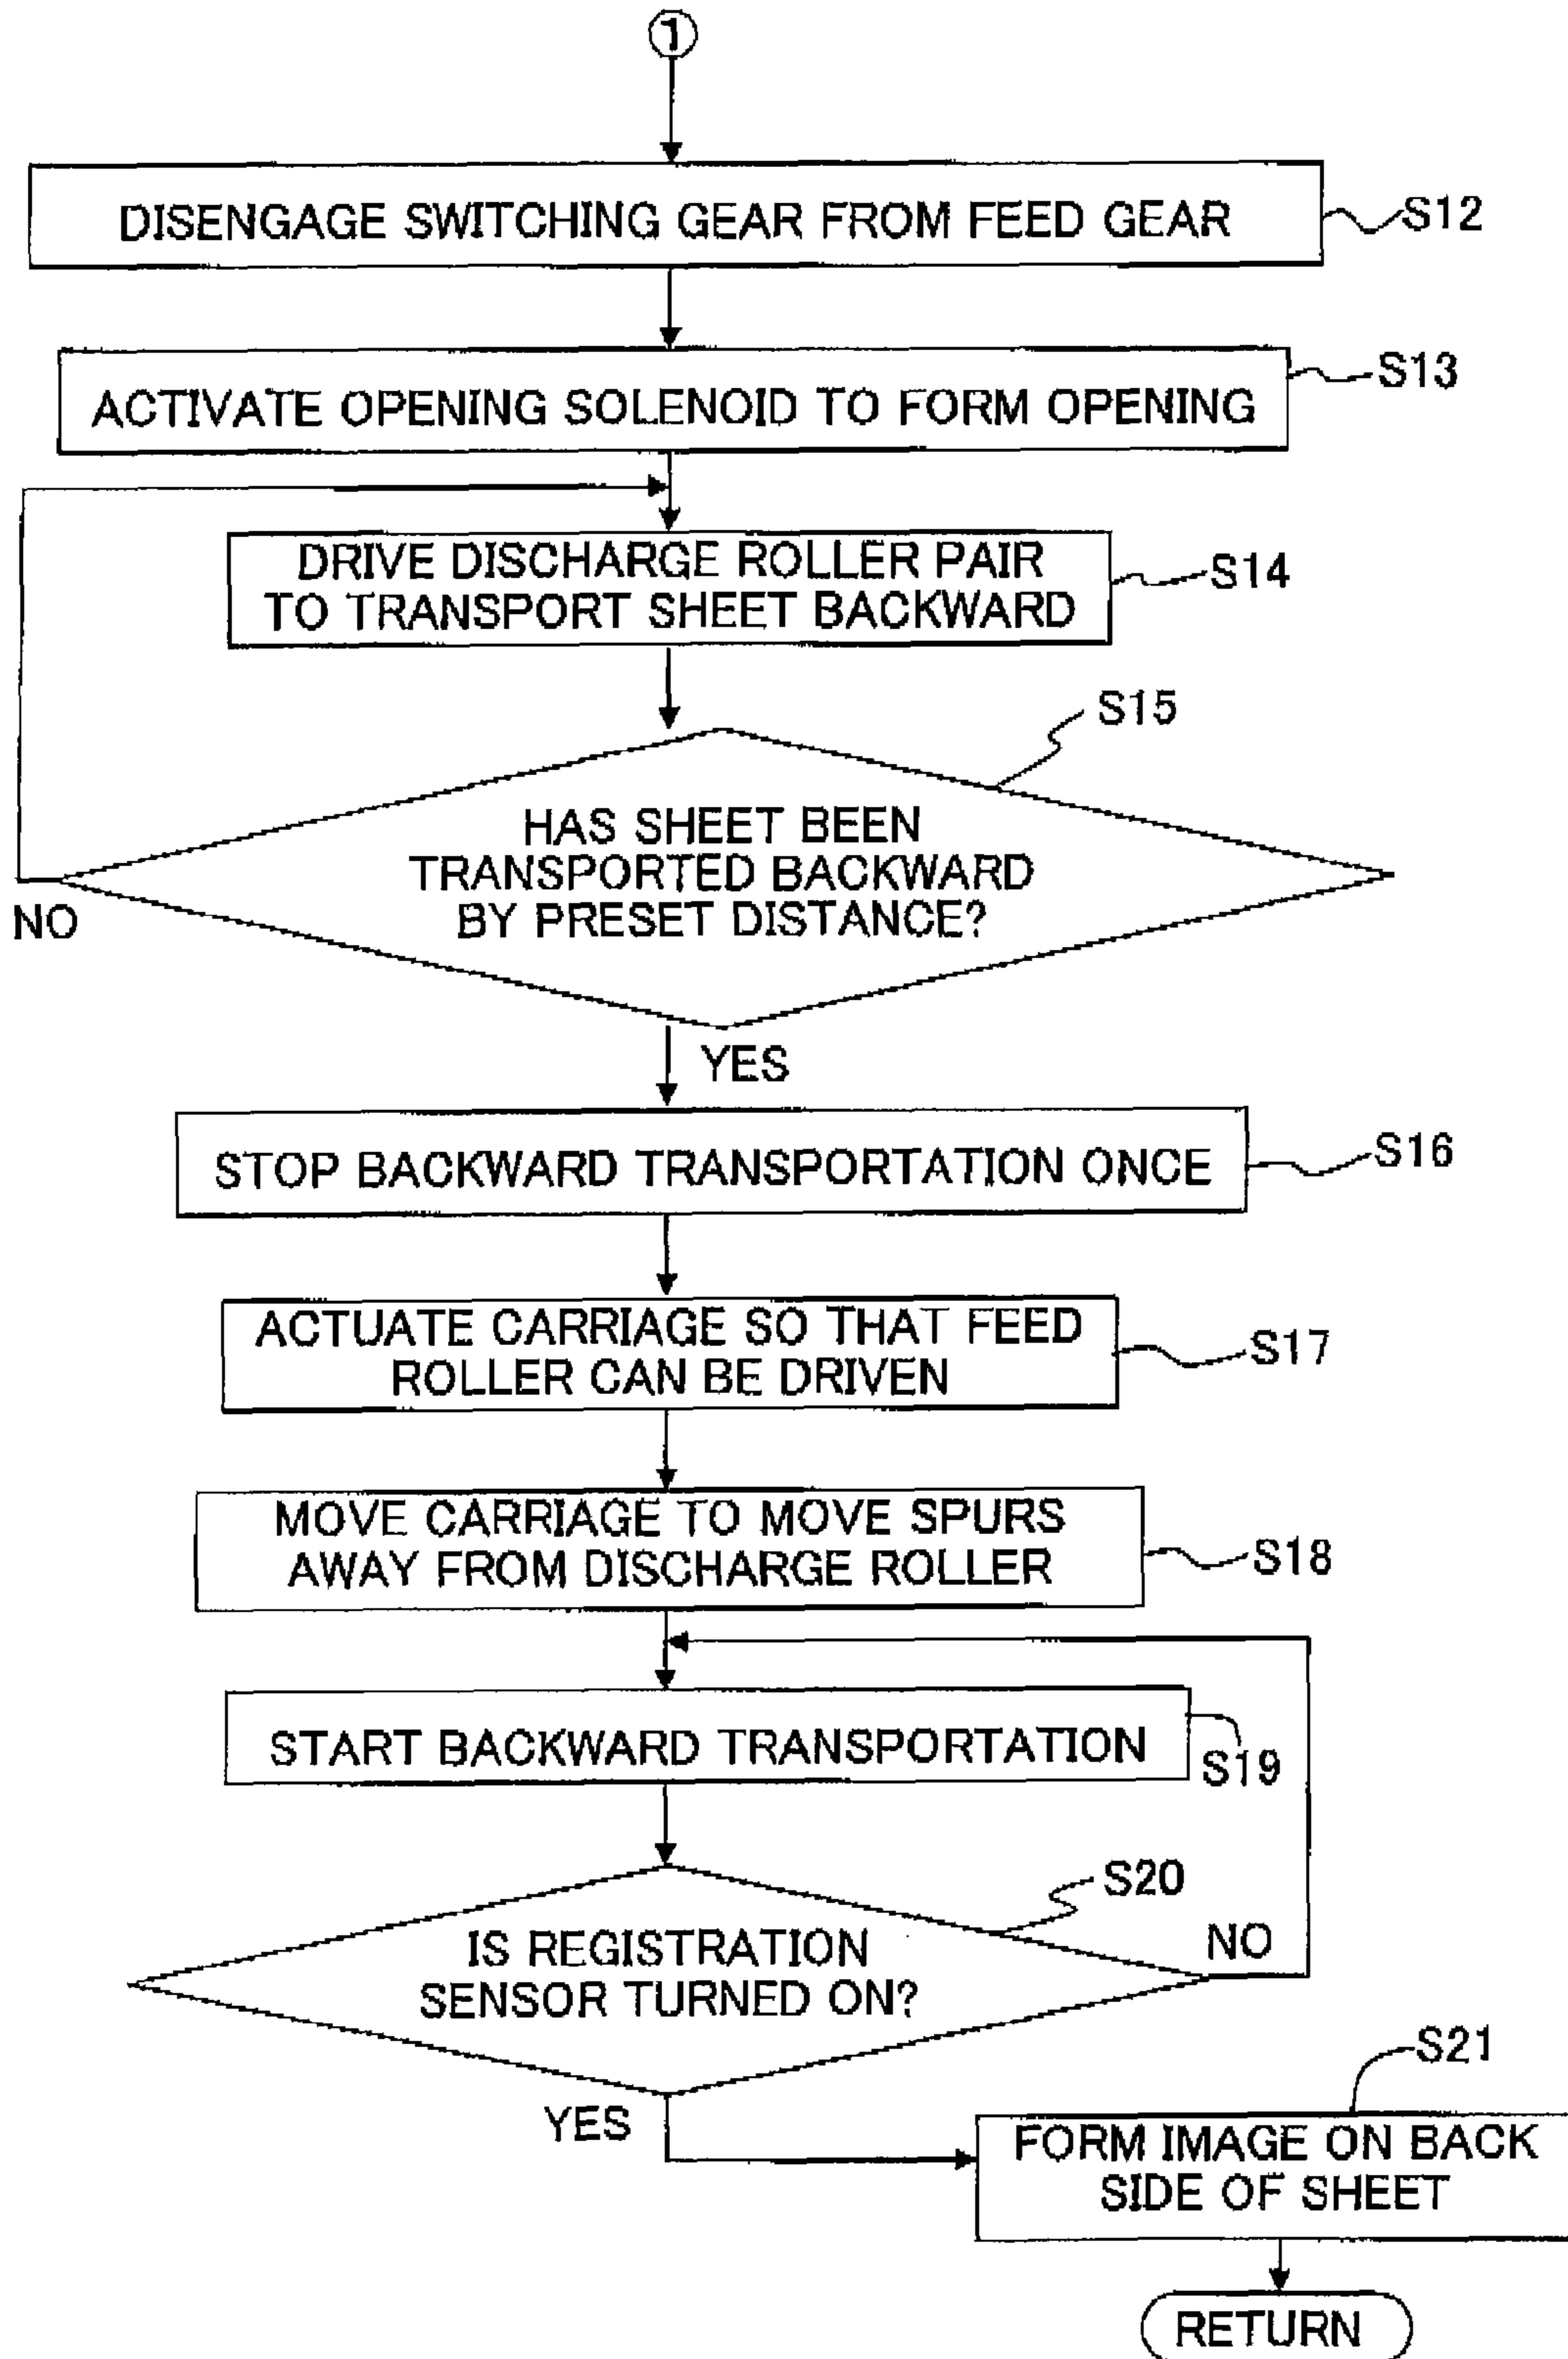 1
DISENGAGE SWITCHING GEAR FROM FEED GEAR
S12
ACTIVATE OPENING SOLENOID TO FORM OPENING
S13
DRIVE DISCHARGE ROLLER PAIR
TO TRANSPORT SHEET BACKWARD
S14
S15
HAS SHEET BEEN
TRANSPORTED BACKWARD
BY PRESET DISTANCE?
NO
YES
STOP BACKWARD TRANSPORTATION ONCE
S16
ACTUATE CARRIAGE SO THAT FEED
ROLLER CAN BE DRIVEN
S17
MOVE CARRIAGE TO MOVE SPURS
AWAY FROM DISCHARGE ROLLER
S18
START BACKWARD TRANSPORTATION
S19
S20
IS REGISTRATION
SENSOR TURNED ON?
NO
YES
S21
FORM IMAGE ON BACK
SIDE OF SHEET
RETURN